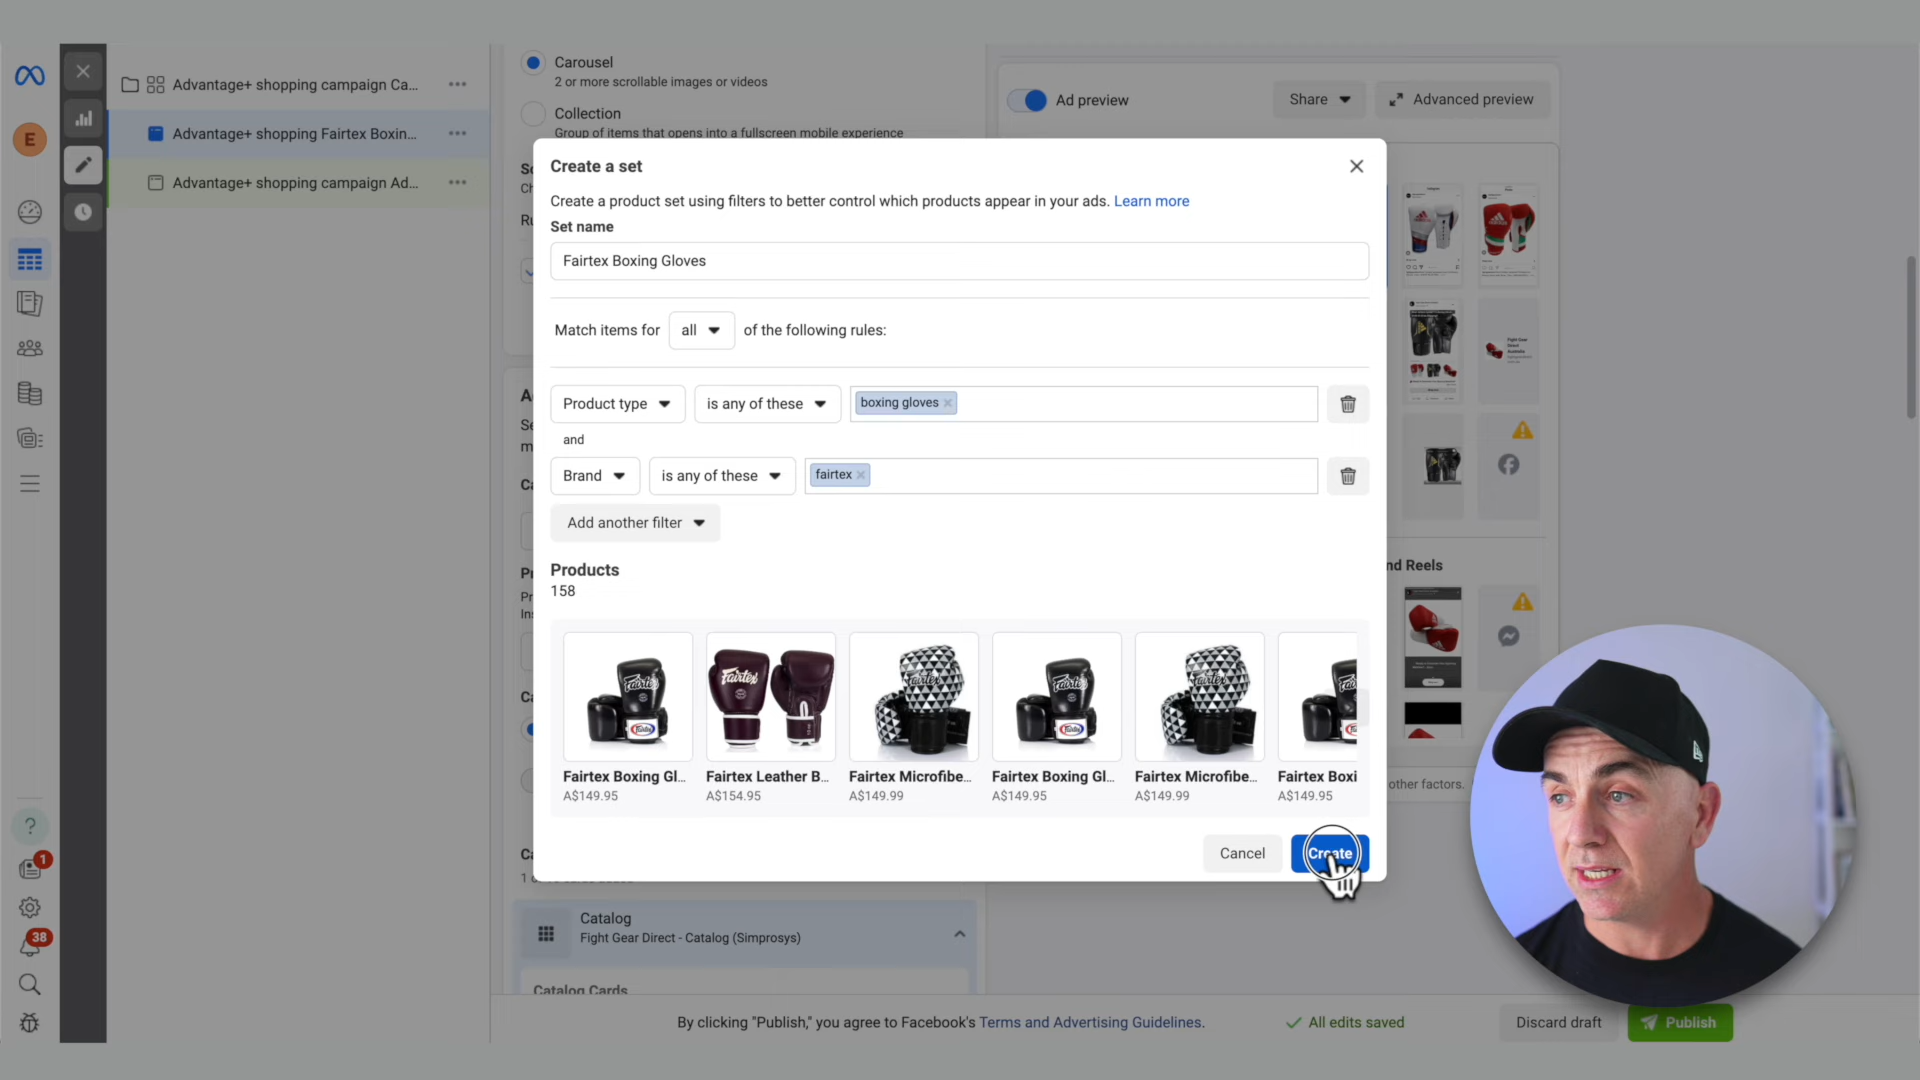 Advantage+ shopping campaign Ca...
Advantage+ shopping Fairtex Boxin...
Advantage+ shopping campaign Ad...
E
1
38
?
Carousel
2 or more scrollable images or videos
Collection
Group of items that opens into a fullscreen mobile experience
Ad preview
Share
Advanced preview
Create a set
Create a product set using filters to better control which products appear in your ads. Learn more
Set name
Fairtex Boxing Gloves
Match items for all of the following rules:
Product type is any of these boxing gloves
and
Brand is any of these fairtex
Add another filter
Products
158
Fairtex Boxing Gl...
A$149.95
Fairtex Leather B...
A$154.95
Fairtex Microfibe...
A$149.99
Fairtex Boxing Gl...
A$149.95
Fairtex Microfibe...
A$149.99
Fairtex Boxi
A$149.95
Cancel
Create
nd Reels
other factors.
Catalog
Fight Gear Direct - Catalog (Simprosys)
Catalog Cards
By clicking "Publish," you agree to Facebook's Terms and Advertising Guidelines.
All edits saved
Discard draft
Publish